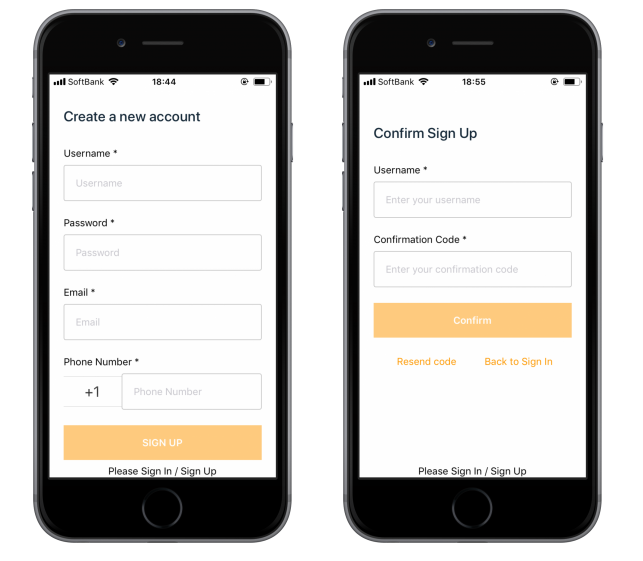 SoftBank 18:44
Create a new account
Username *
Username
Password *
Password
Email *
Email
Phone Number *
+1 Phone Number
SIGN UP
Please Sign In / Sign Up
SoftBank 18:55
Confirm Sign Up
Username *
Enter your username
Confirmation Code *
Enter your confirmation code
Confirm
Resend code Back to Sign In
Please Sign In / Sign Up